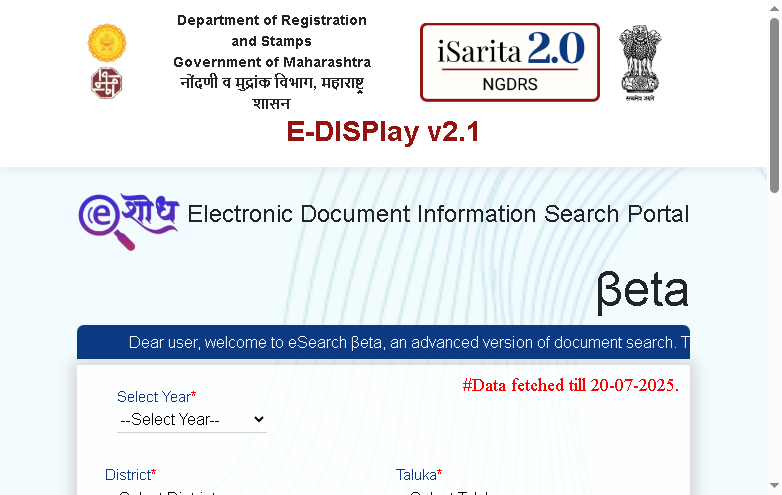 Department of Registration
and Stamps
Government of Maharashtra
नोंदणी व मुद्रांक विभाग, महाराष्ट्र
शासन
iSarita 2.0
NGDRS
सत्यमेव जयते
E-DISPlay v2.1
eशोध Electronic Document Information Search Portal
βeta
Dear user, welcome to eSearch βeta, an advanced version of document search. T
#Data fetched till 20-07-2025.
Select Year*
--Select Year--
District*
Taluka*